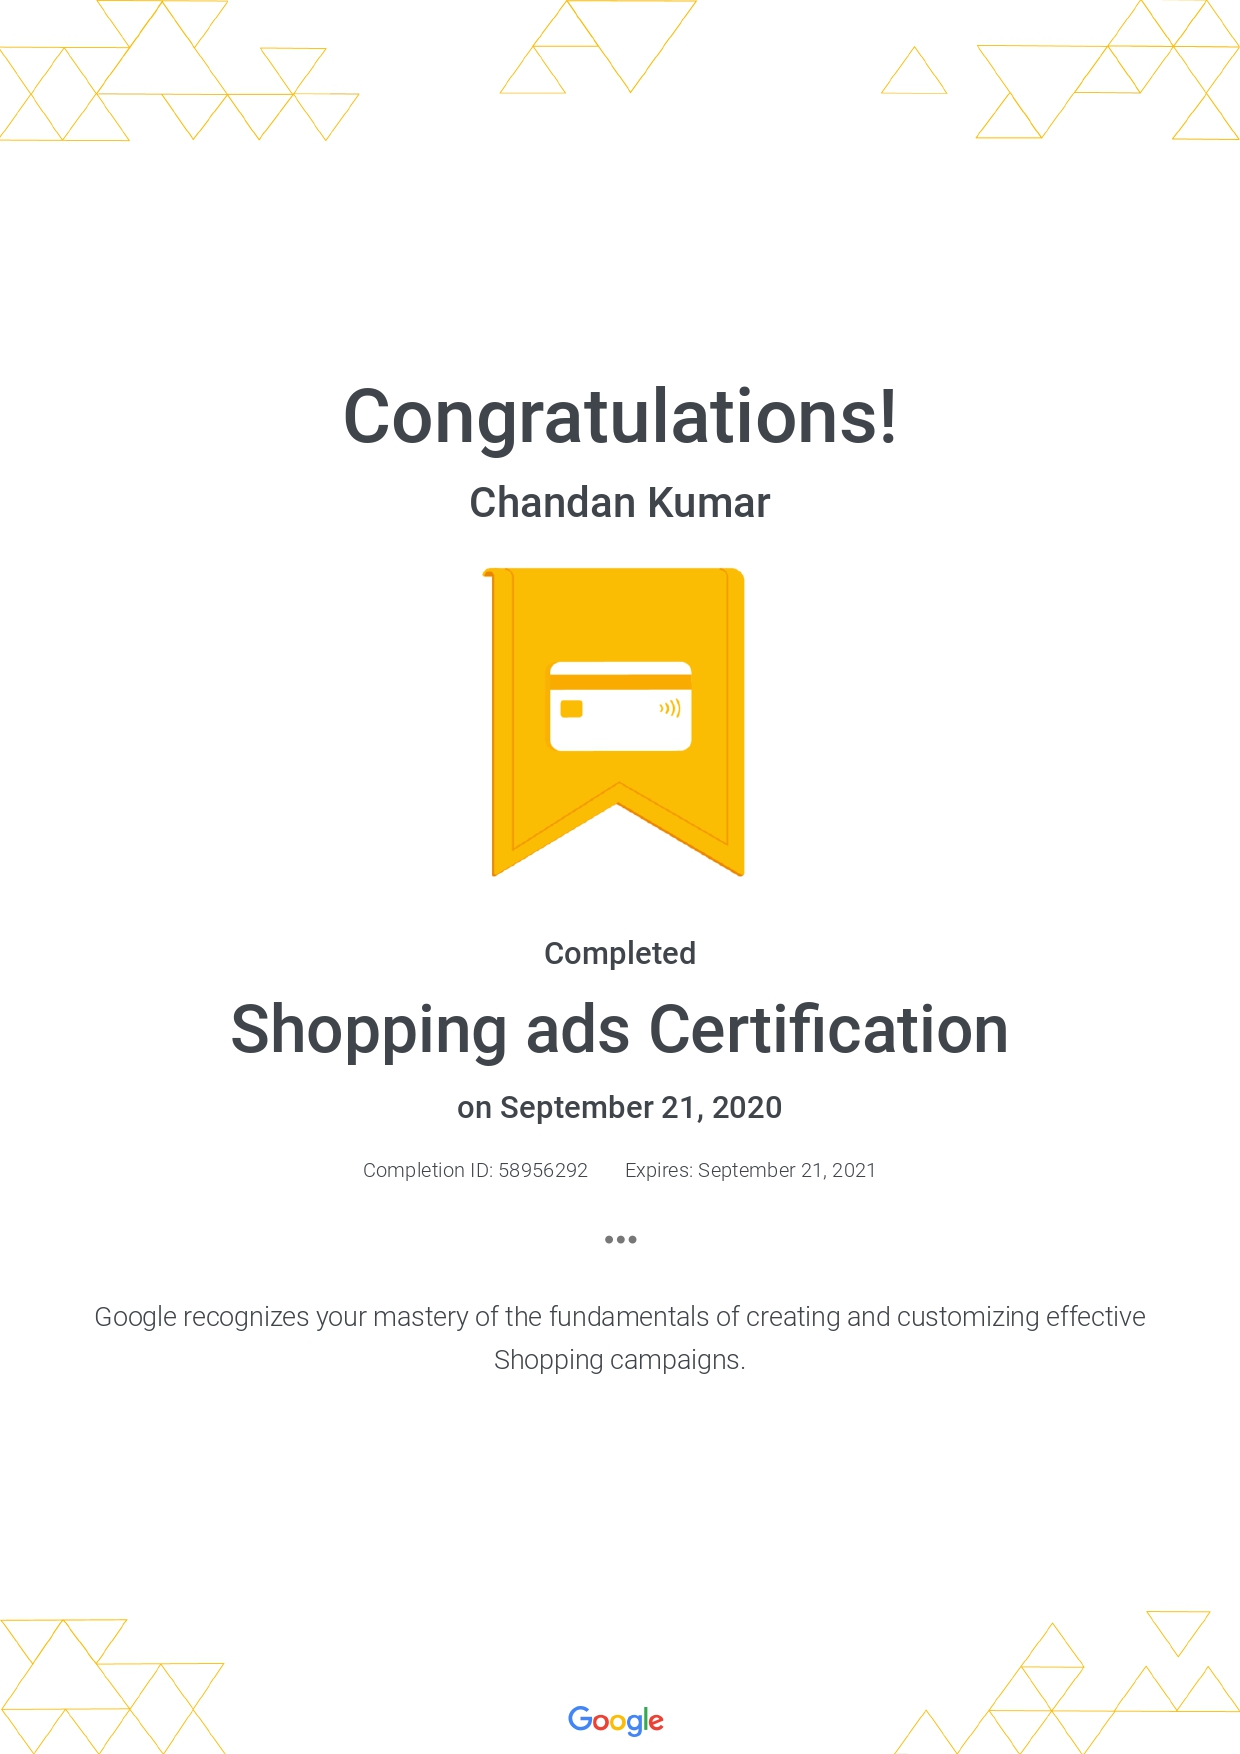 Congratulations!
Chandan Kumar
Completed
Shopping ads Certification
on September 21, 2020
Completion ID: 58956292 Expires: September 21, 2021
Google recognizes your mastery of the fundamentals of creating and customizing effective
Shopping campaigns.
Google